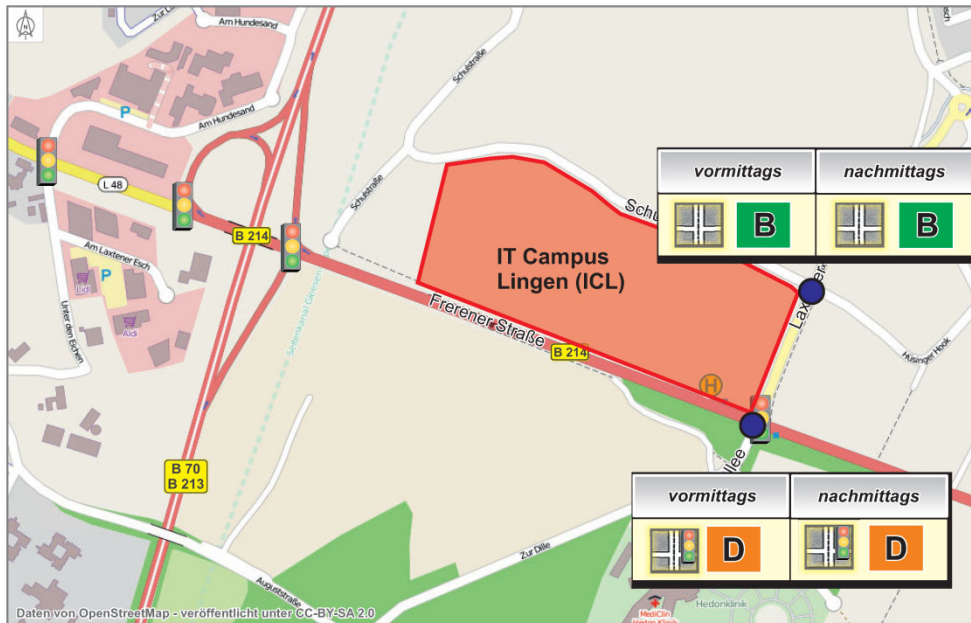 N
Am Hundesand
Schulstraße
P
Am Hundesand
L 48
Schulstraße
B 214
vormittags
nachmittags
B
B
IT Campus
Lingen (ICL)
Am Laxtener Esch
P
Lidl
Aldi
Unter den Eichen
Frerener Straße
B 214
H
Hüsinger Hook
B 70
B 213
vormittags
nachmittags
D
D
Zur Dille
Auguststraße
Hedonklinik
MediClin
Daten von OpenStreetMap - veröffentlicht unter CC-BY-SA 2.0